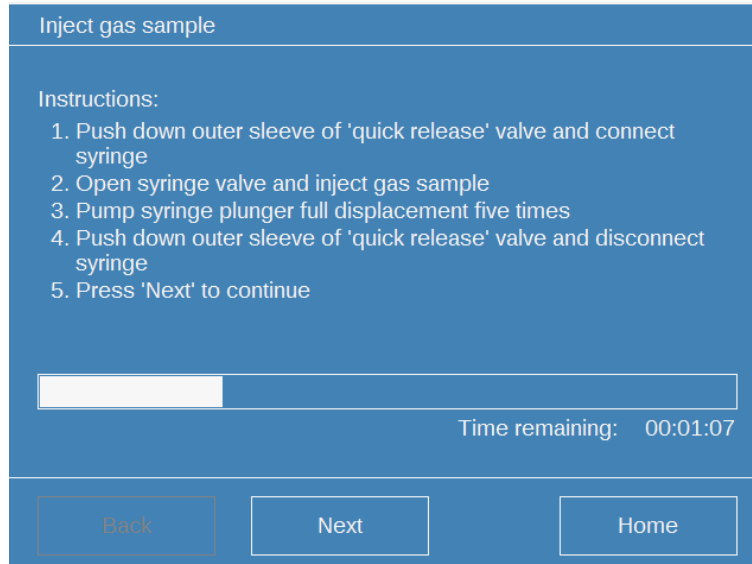 Inject gas sample
Instructions:
1. Push down outer sleeve of 'quick release' valve and connect
syringe
2. Open syringe valve and inject gas sample
3. Pump syringe plunger full displacement five times
4. Push down outer sleeve of 'quick release' valve and disconnect
syringe
5. Press 'Next' to continue
Time remaining: 00:01:07
Back Next Home